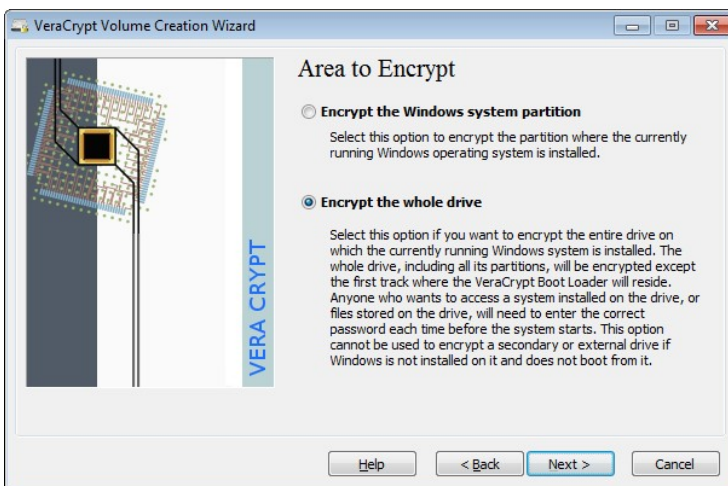 VeraCrypt Volume Creation Wizard
Area to Encrypt
Encrypt the Windows system partition
Select this option to encrypt the partition where the currently
running Windows operating system is installed.
Encrypt the whole drive
Select this option if you want to encrypt the entire drive on
which the currently running Windows system is installed. The
whole drive, including all its partitions, will be encrypted except
the first track where the VeraCrypt Boot Loader will reside.
Anyone who wants to access a system installed on the drive, or
files stored on the drive, will need to enter the correct
password each time before the system starts. This option
cannot be used to encrypt a secondary or external drive if
Windows is not installed on it and does not boot from it.
VERA CRYPT
Help
< Back
Next >
Cancel